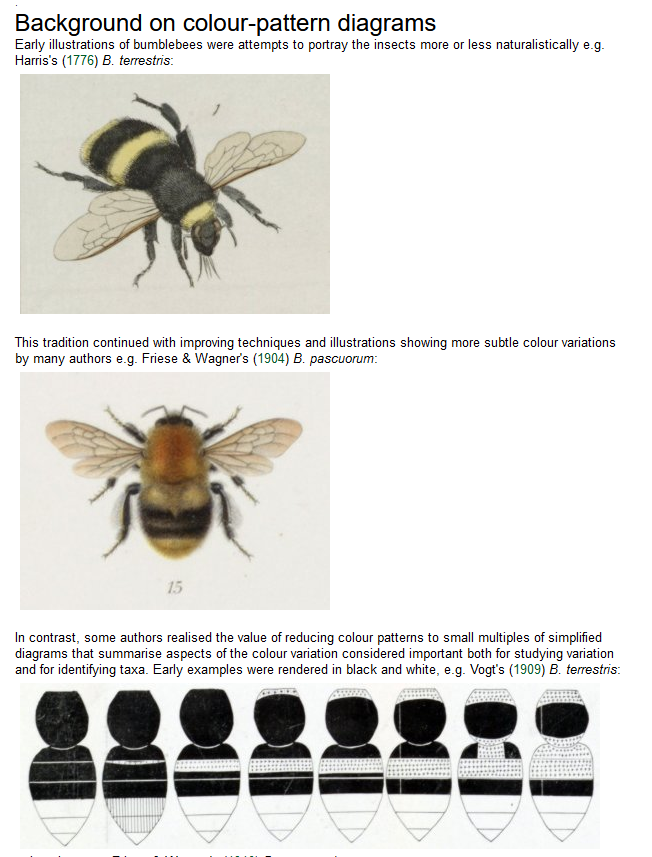 Background on colour-pattern diagrams
Early illustrations of bumblebees were attempts to portray the insects more or less naturalistically e.g.
Harris's (1776) B. terrestris:
1
This tradition continued with improving techniques and illustrations showing more subtle colour variations
by many authors e.g. Friese & Wagner's (1904) B. pascuorum:
15
In contrast, some authors realised the value of reducing colour patterns to small multiples of simplified
diagrams that summarise aspects of the colour variation considered important both for studying variation
and for identifying taxa. Early examples were rendered in black and white, e.g. Vogt's (1909) B. terrestris: